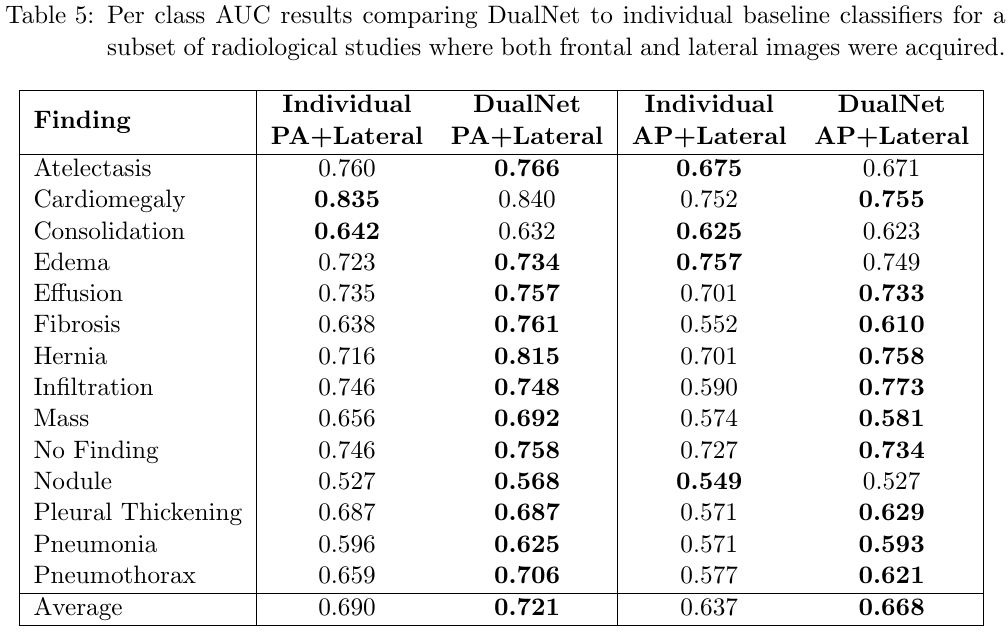 Table 5: Per class AUC results comparing DualNet to individual baseline classifiers for a
subset of radiological studies where both frontal and lateral images were acquired.
Finding Individual PA+Lateral DualNet PA+Lateral Individual AP+Lateral DualNet AP+Lateral
Atelectasis 0.760 0.766 0.675 0.671
Cardiomegaly 0.835 0.840 0.752 0.755
Consolidation 0.642 0.632 0.625 0.623
Edema 0.723 0.734 0.757 0.749
Effusion 0.735 0.757 0.701 0.733
Fibrosis 0.638 0.761 0.552 0.610
Hernia 0.716 0.815 0.701 0.758
Infiltration 0.746 0.748 0.590 0.773
Mass 0.656 0.692 0.574 0.581
No Finding 0.746 0.758 0.727 0.734
Nodule 0.527 0.568 0.549 0.527
Pleural Thickening 0.687 0.687 0.571 0.629
Pneumonia 0.596 0.625 0.571 0.593
Pneumothorax 0.659 0.706 0.577 0.621
Average 0.690 0.721 0.637 0.668